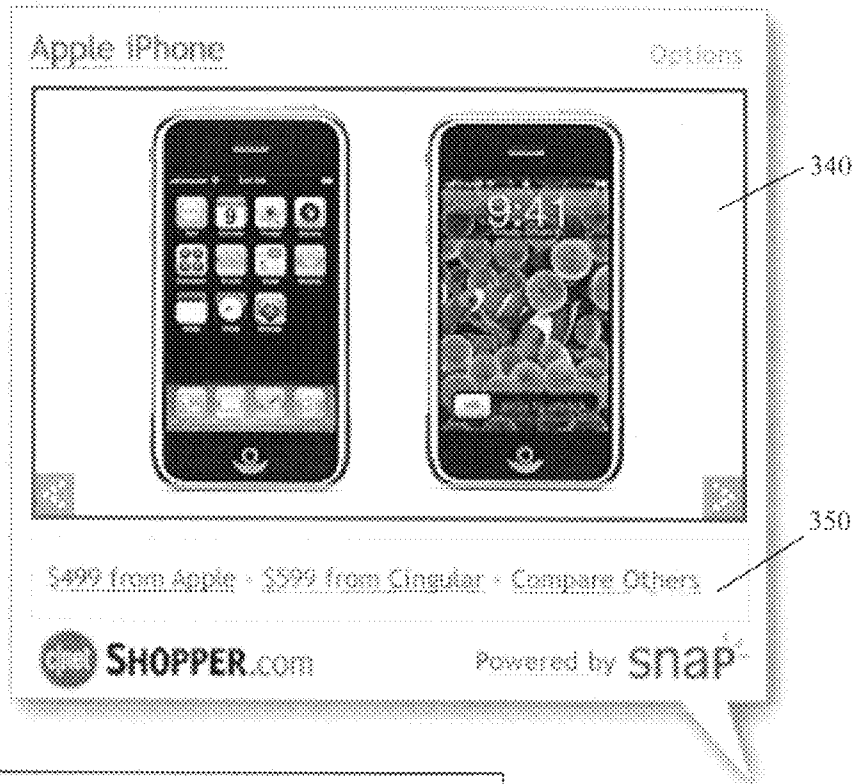 Apple iPhone
Options
340
9:41
350
$499 from Apple - $599 from Cingular - Compare Others
SHOPPER.com
Powered by snap